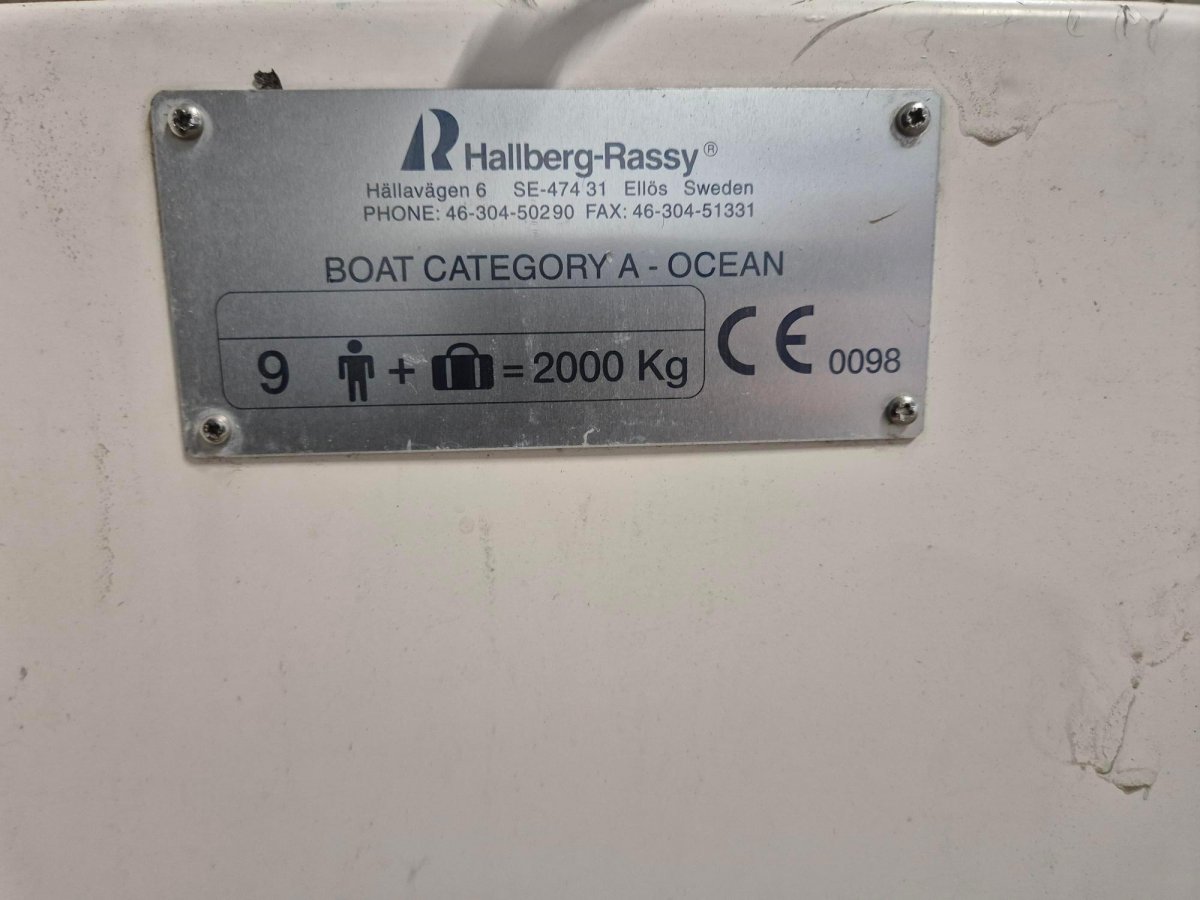 Hallberg-Rassy®
Hällavägen 6 SE-474 31 Ellös Sweden
PHONE: 46-304-50290 FAX: 46-304-51331
BOAT CATEGORY A - OCEAN
9 + = 2000 Kg
CE 0098